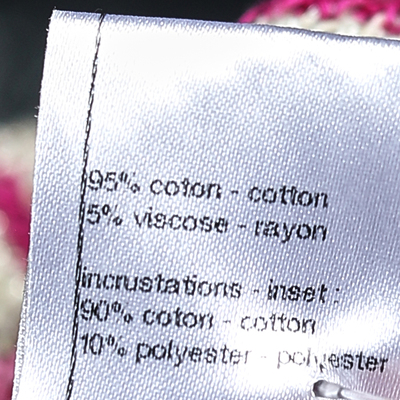 95% coton - cotton
5% viscose - rayon
incrustations - inset :
90% coton - cotton
10% polyester - polyester